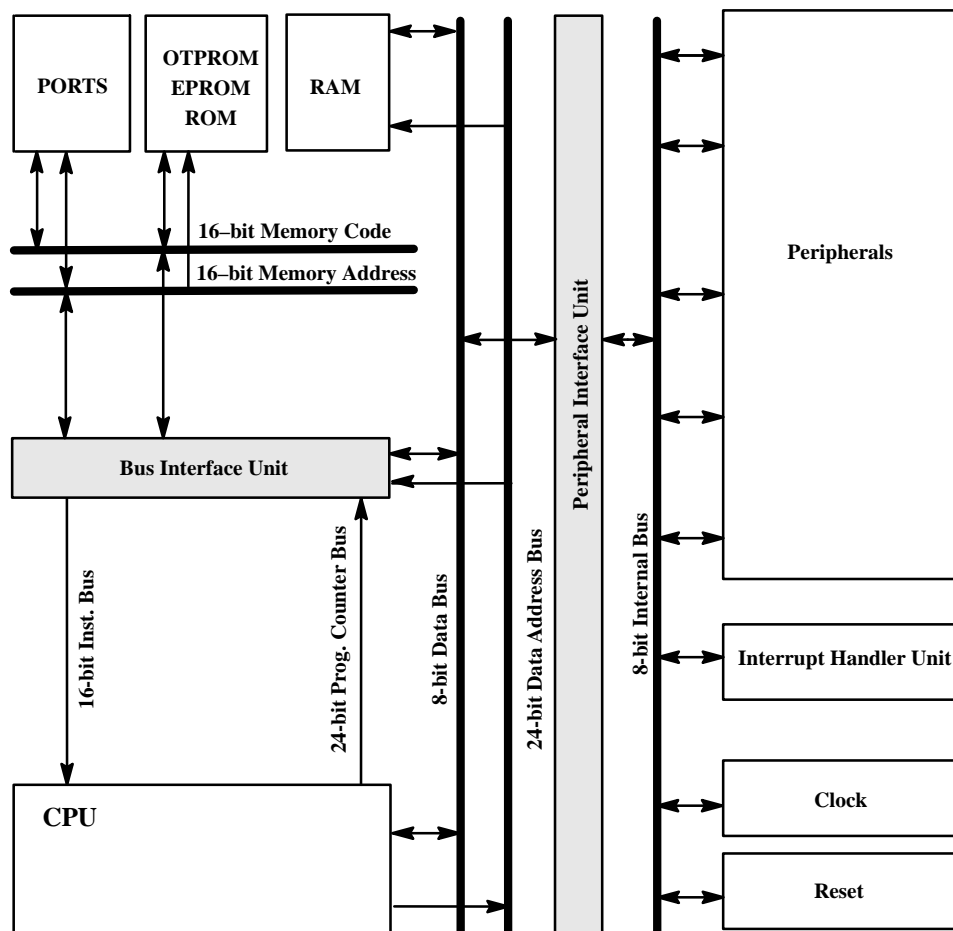 PORTS
OTPROM
EPROM
ROM
RAM
16–bit Memory Code
16–bit Memory Address
Peripherals
Peripheral Interface Unit
Bus Interface Unit
16-bit Inst. Bus
24-bit Prog. Counter Bus
8-bit Data Bus
24-bit Data Address Bus
8-bit Internal Bus
Interrupt Handler Unit
CPU
Clock
Reset